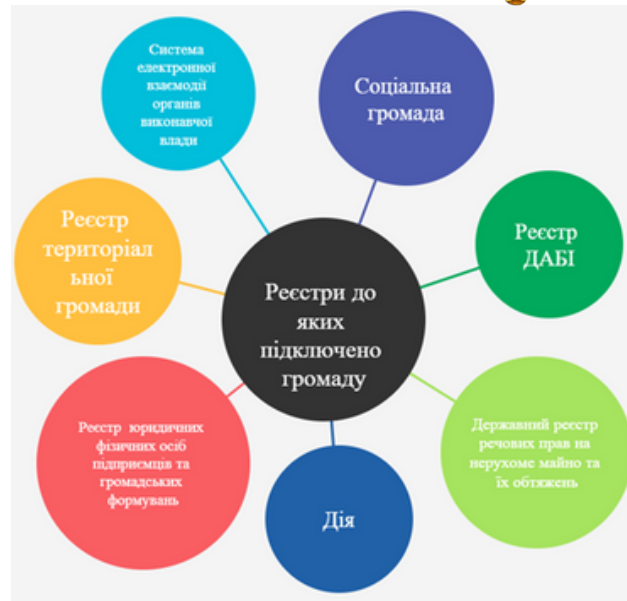 Система
електронної
взаємодії
органів
виконавчої
влади
Соціальна
громада
Реєстр
територіал
ьної
громади
Реєстр
ДАБІ
Реєстри до
яких
підключено
громаду
Реєстр юридичних
фізичних осіб
підприємців та
громадських
формувань
Державний реєстр
речових прав на
нерухоме майно та
їх обтяжень
Дія